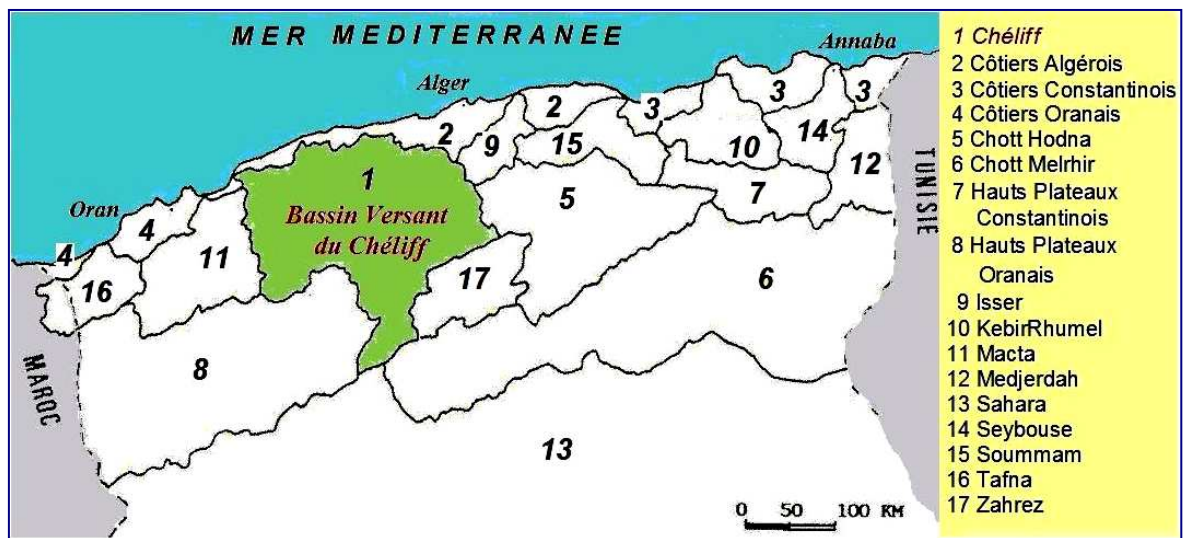 MER MEDITERRANEE
Annaba
Alger
Oran
1
Bassin Versant
du Chéliff
2
2
3
3
3
4
4
5
6
7
8
9
10
11
12
13
14
15
16
17
MAROC
TUNISIE
0 50 100 KM
1 Chéliff
2 Côtiers Algérois
3 Côtiers Constantinois
4 Côtiers Oranais
5 Chott Hodna
6 Chott Melrhir
7 Hauts Plateaux
Constantinois
8 Hauts Plateaux
Oranais
9 Isser
10 KebirRhumel
11 Macta
12 Medjerdah
13 Sahara
14 Seybouse
15 Soummam
16 Tafna
17 Zahrez